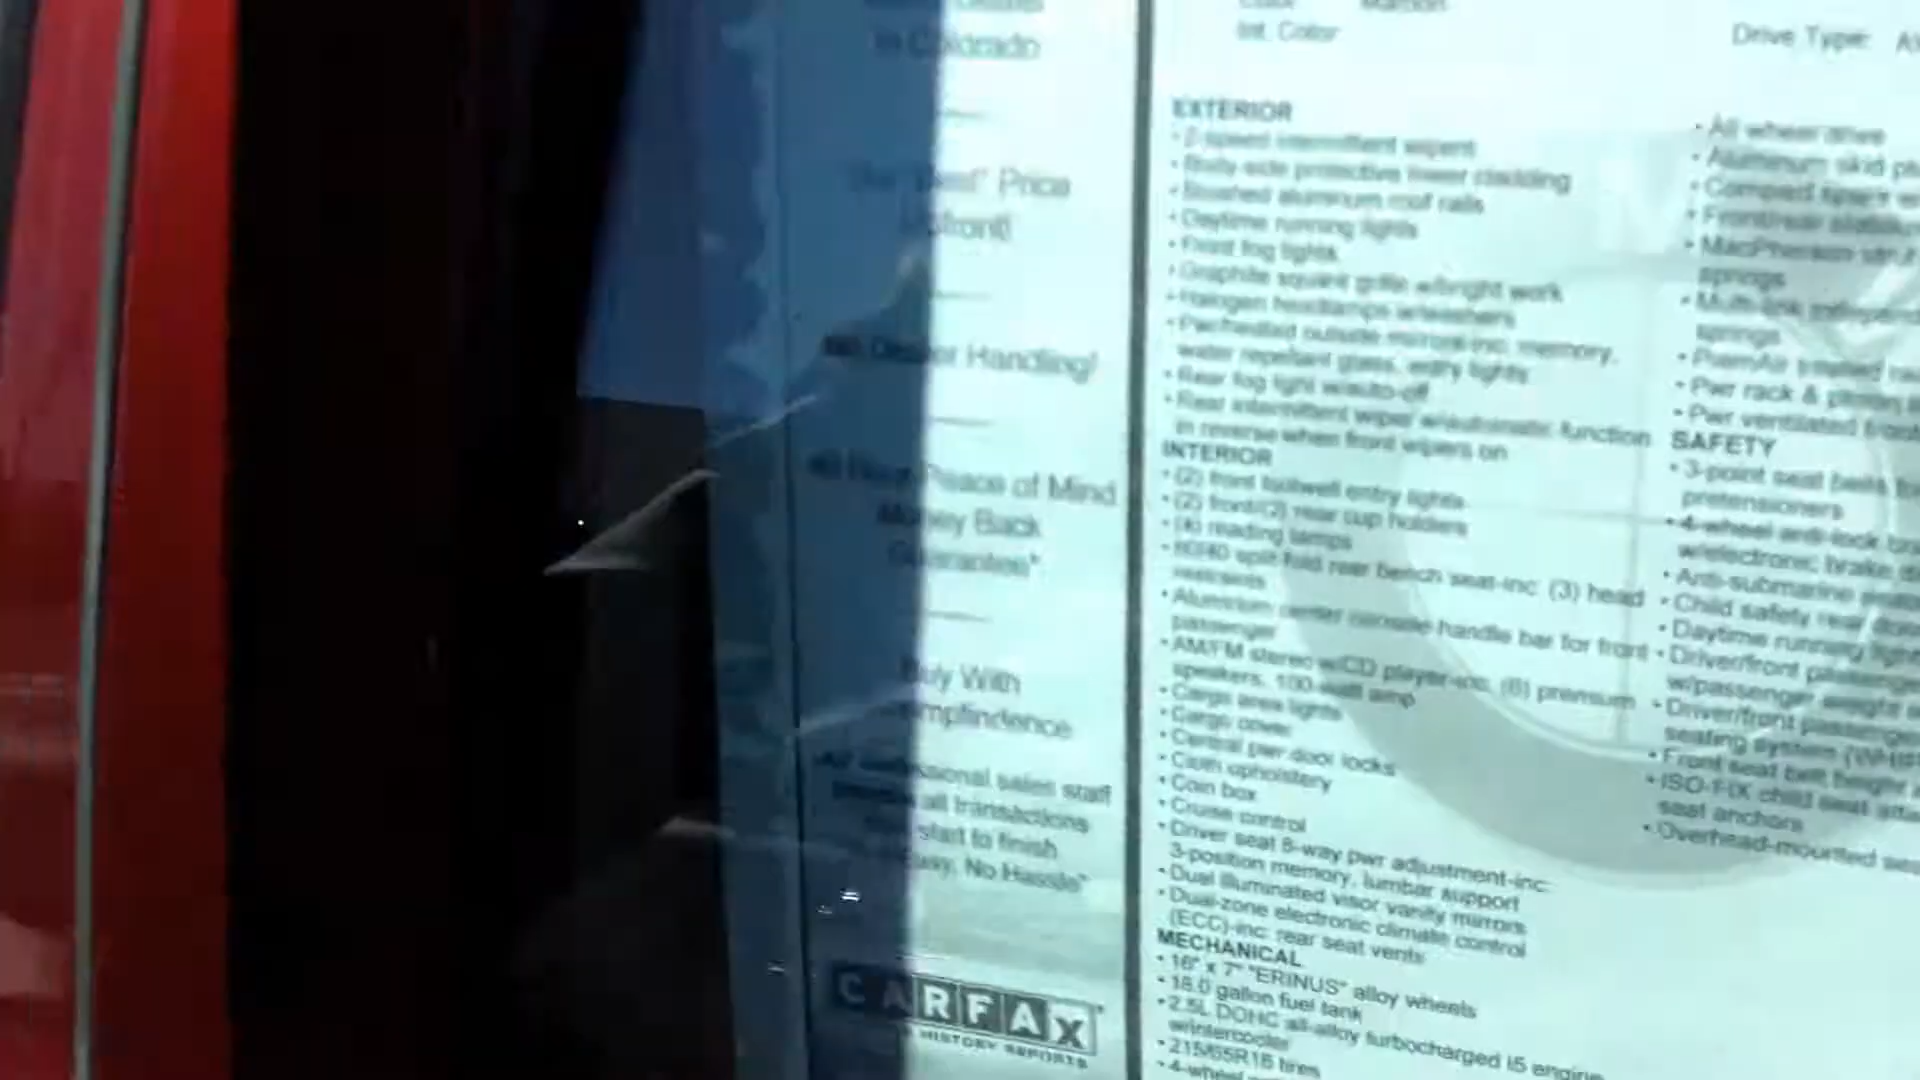 in Colorado
"Best" Price
Upfront!
No Dealer Handling!
Peace of Mind
Money Back
Guarantee*
Buy With
professional sales staff
all transactions
start to finish
Easy, No Hassle"
CARFAX
HISTORY REPORTS
Int. Color
Drive Type:
EXTERIOR
• 2-speed intermittent wipers
• Body-side protective lower cladding
• Brushed aluminum roof rails
• Daytime running lights
• Front fog lights
• Graphite square grille w/bright work
• Halogen headlamps w/washers
• Pwr/heated outside mirrors-inc: memory,
water repellant glass, entry lights
• Rear fog light w/auto-off
• Rear intermittent wiper w/automatic function
in reverse when front wipers on
INTERIOR
• (2) front footwell entry lights
• (2) front/(2) rear cup holders
• (4) reading lamps
• 60/40 split-fold rear bench seat-inc: (3) head
restraints
• Aluminum center console handle bar for front
passenger
• AM/FM stereo w/CD player-inc: (6) premium
speakers, 100-watt amp
• Cargo area lights
• Cargo cover
• Central pwr door locks
• Cloth upholstery
• Coin box
• Cruise control
• Driver seat 8-way pwr adjustment-inc:
3-position memory, lumbar support
• Dual illuminated visor vanity mirrors
• Dual-zone electronic climate control
(ECC)-inc: rear seat vents
MECHANICAL
• 16" x 7" "ERINUS" alloy wheels
• 18.0 gallon fuel tank
• 2.5L DOHC all-alloy turbocharged I5 engine
w/intercooler
• 215/65R16 tires
• 4-wheel
• All wheel drive
• Aluminum skid
• Compact spare
• Front/rear
• MacPherson strut
springs
• Multi-link
springs
• PremAir
• Pwr rack & pinion
• Pwr ventilated front
SAFETY
• 3-point seat belts
pretensioners
• 4-wheel anti-lock
w/electronic brake
• Anti-submarine
• Child safety rear door
• Daytime running lights
• Driver/front passenger
w/passenger weight
• Driver/front passenger
seating system
• Front seat belt height
• ISO-FIX child seat
seat anchors
• Overhead-mounted